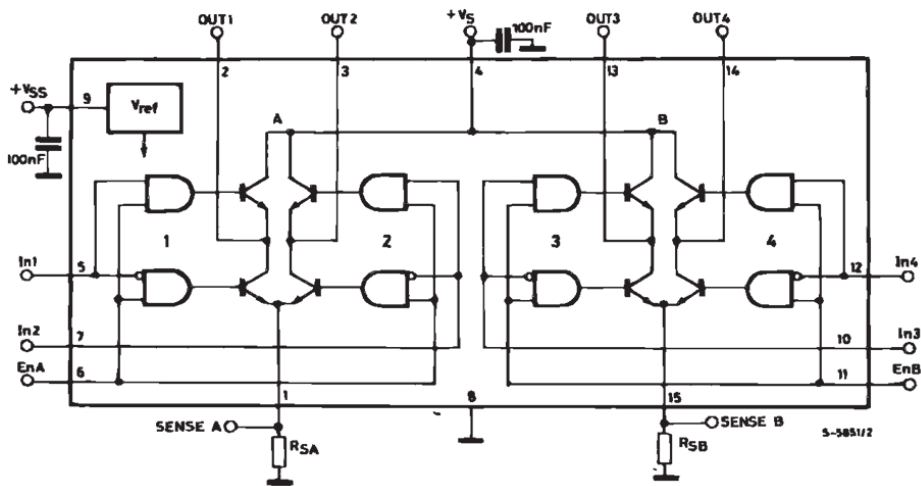 OUT1 OUT2 +VS 100nF OUT3 OUT4
2 3 4 13 14
+VSS 9 Vref A B
100nF
1 2 3 4
In1 5 12 In4
In2 7 10 In3
EnA 6 11 EnB
1 8 15
SENSE A SENSE B S-5851/2
RSA RSB